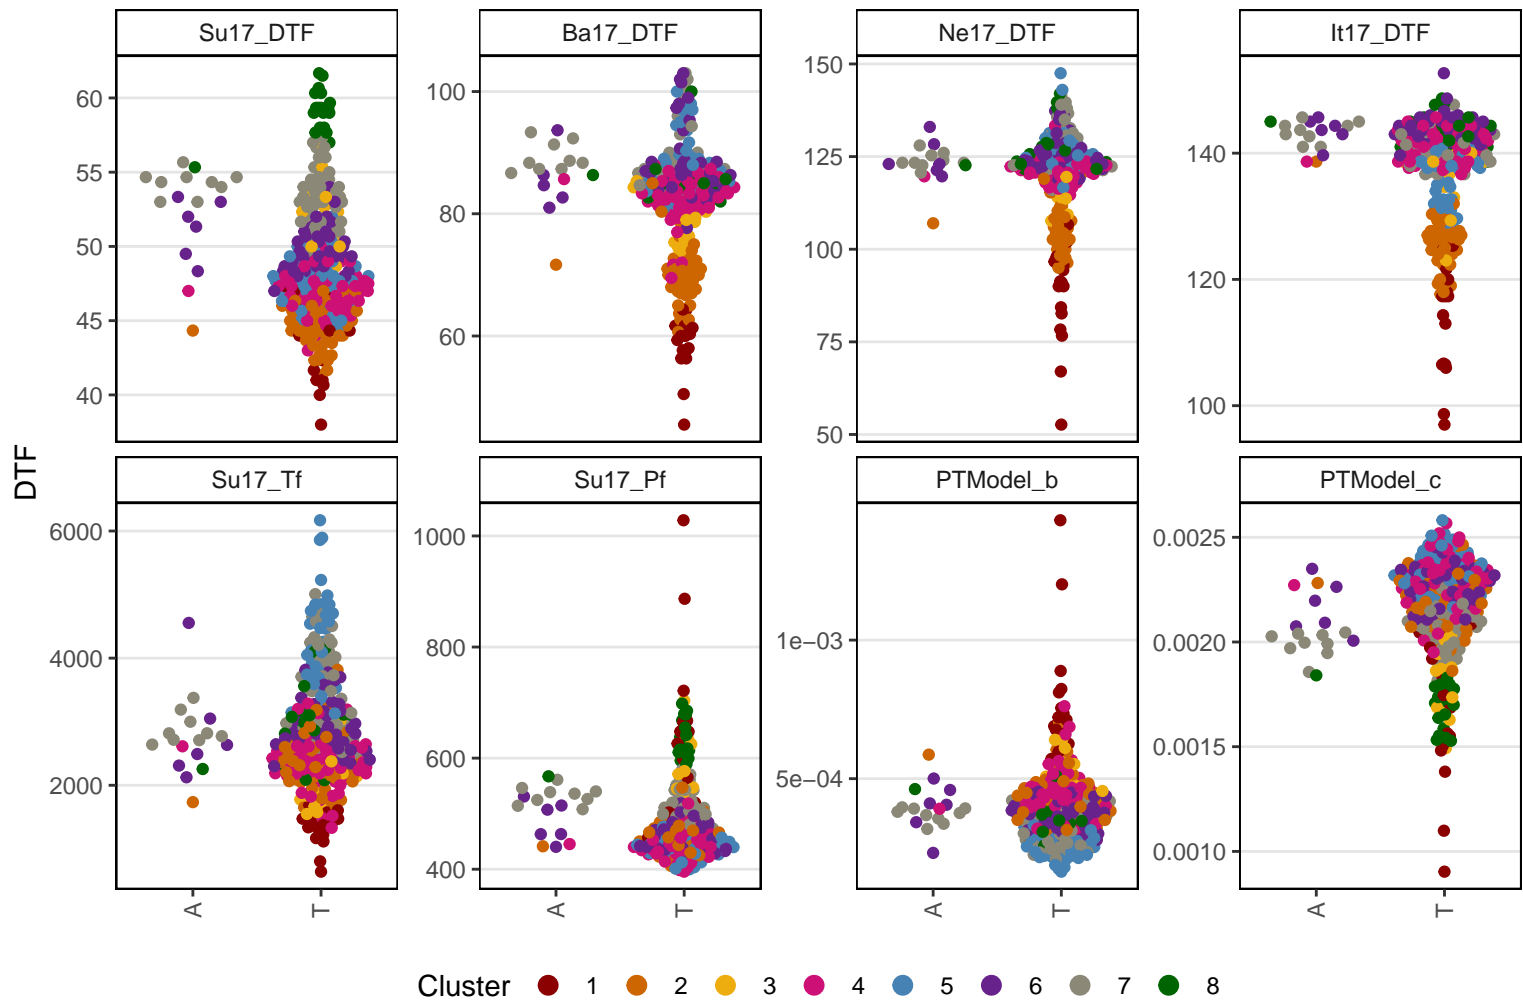 Su17_DTF
Ba17_DTF
Ne17_DTF
It17_DTF
60
55
50
45
40
100
80
60
150
125
100
75
50
140
120
100
DTF
Su17_Tf
Su17_Pf
PTModel_b
PTModel_c
6000
4000
2000
1000
800
600
400
1e−03
5e−04
0.0025
0.0020
0.0015
0.0010
A T A T A T A T
Cluster 1 2 3 4 5 6 7 8